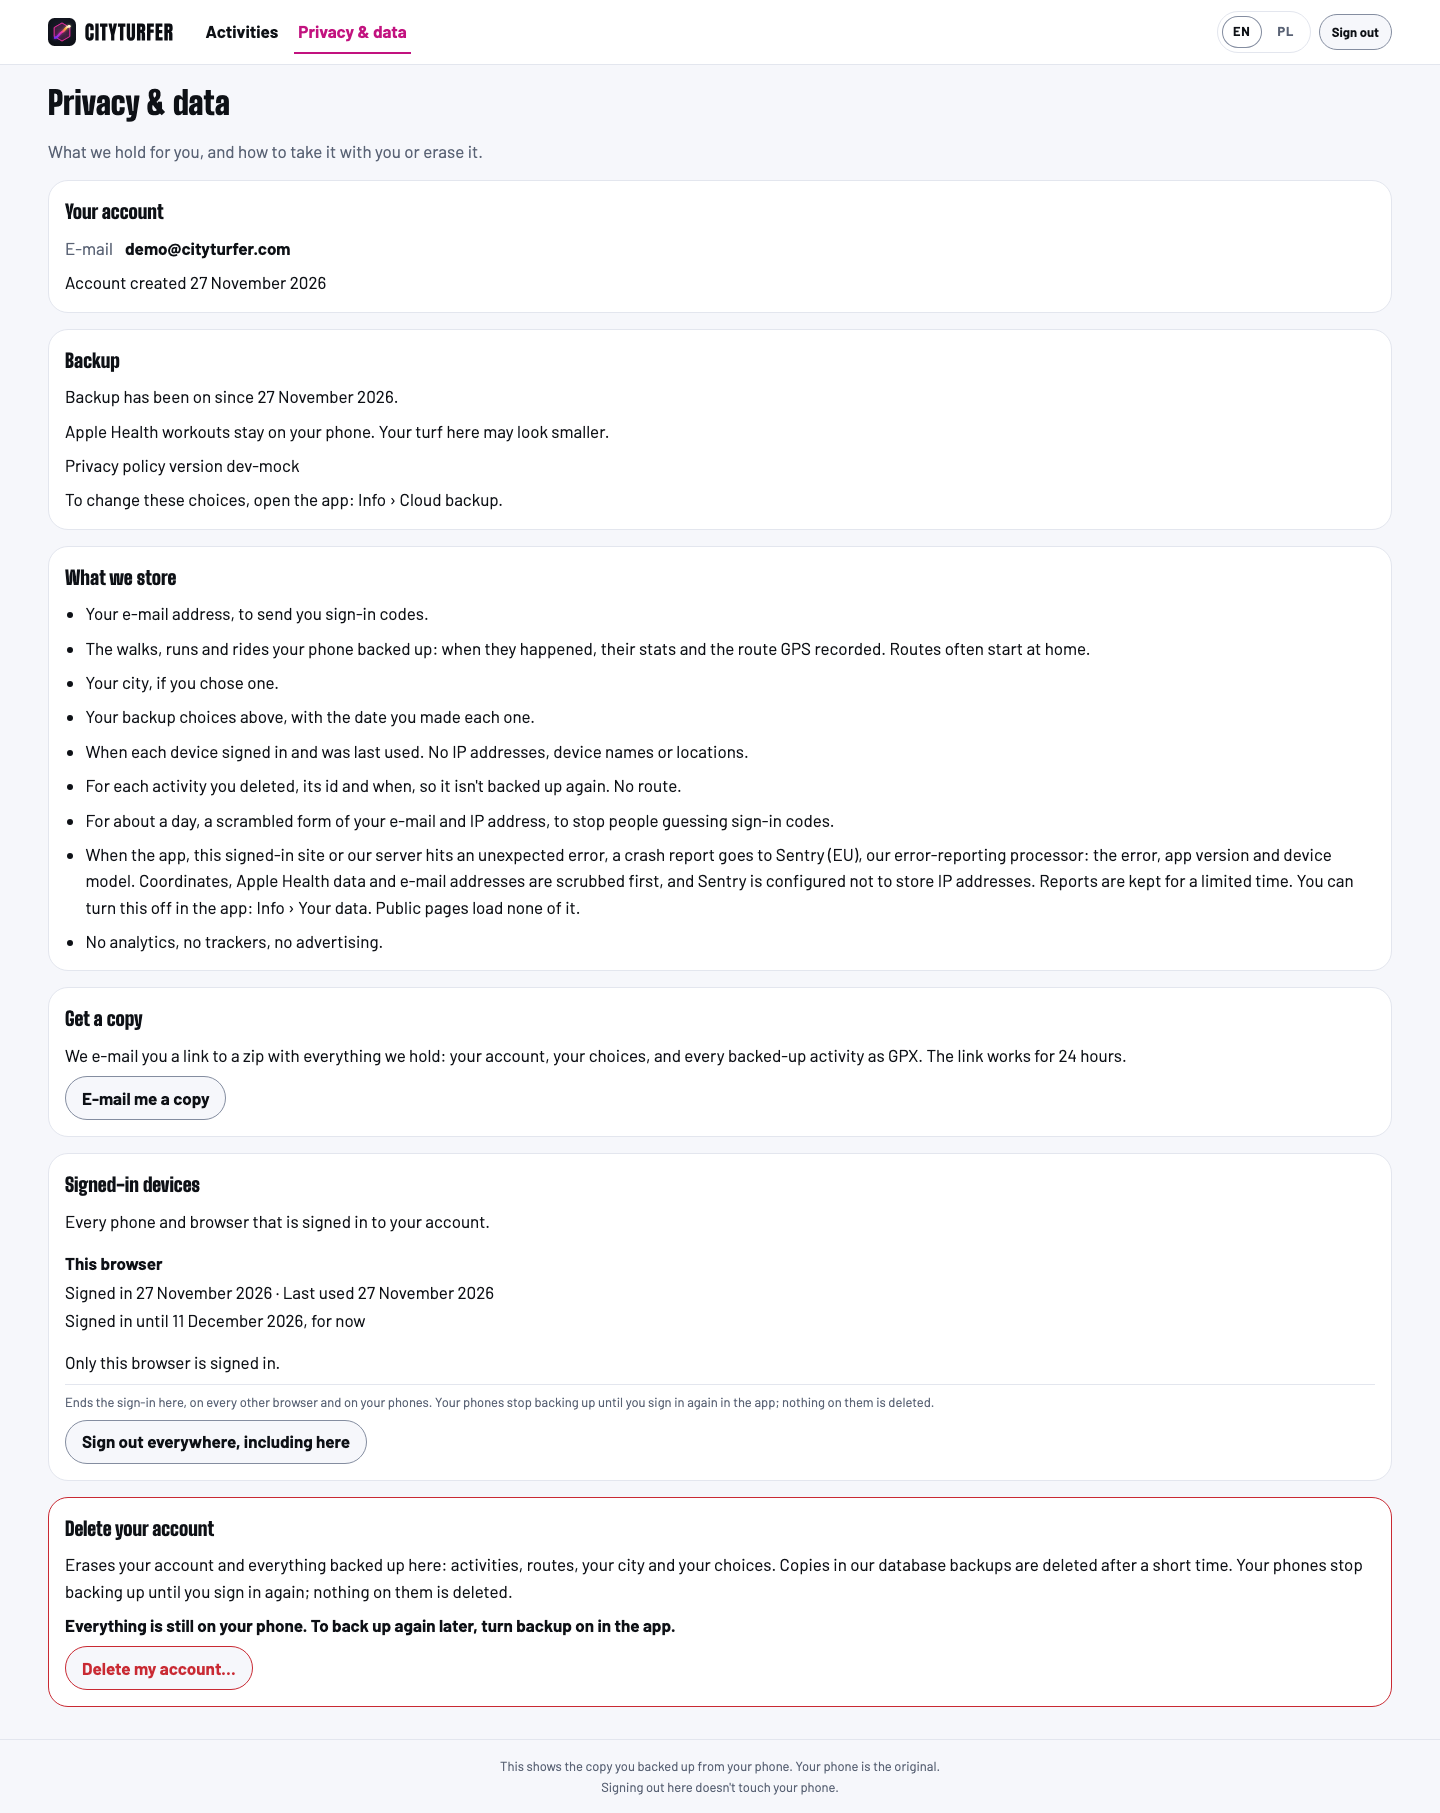 CITYTURFER
Activities
Privacy & data
EN
PL
Sign out
Privacy & data
What we hold for you, and how to take it with you or erase it.
Your account
E-mail demo@cityturfer.com
Account created 27 November 2026
Backup
Backup has been on since 27 November 2026.
Apple Health workouts stay on your phone. Your turf here may look smaller.
Privacy policy version dev-mock
To change these choices, open the app: Info › Cloud backup.
What we store
• Your e-mail address, to send you sign-in codes.
• The walks, runs and rides your phone backed up: when they happened, their stats and the route GPS recorded. Routes often start at home.
• Your city, if you chose one.
• Your backup choices above, with the date you made each one.
• When each device signed in and was last used. No IP addresses, device names or locations.
• For each activity you deleted, its id and when, so it isn't backed up again. No route.
• For about a day, a scrambled form of your e-mail and IP address, to stop people guessing sign-in codes.
• When the app, this signed-in site or our server hits an unexpected error, a crash report goes to Sentry (EU), our error-reporting processor: the error, app version and device
model. Coordinates, Apple Health data and e-mail addresses are scrubbed first, and Sentry is configured not to store IP addresses. Reports are kept for a limited time. You can
turn this off in the app: Info › Your data. Public pages load none of it.
• No analytics, no trackers, no advertising.
Get a copy
We e-mail you a link to a zip with everything we hold: your account, your choices, and every backed-up activity as GPX. The link works for 24 hours.
E-mail me a copy
Signed-in devices
Every phone and browser that is signed in to your account.
This browser
Signed in 27 November 2026 · Last used 27 November 2026
Signed in until 11 December 2026, for now
Only this browser is signed in.
Ends the sign-in here, on every other browser and on your phones. Your phones stop backing up until you sign in again in the app; nothing on them is deleted.
Sign out everywhere, including here
Delete your account
Erases your account and everything backed up here: activities, routes, your city and your choices. Copies in our database backups are deleted after a short time. Your phones stop
backing up until you sign in again; nothing on them is deleted.
Everything is still on your phone. To back up again later, turn backup on in the app.
Delete my account…
This shows the copy you backed up from your phone. Your phone is the original.
Signing out here doesn't touch your phone.